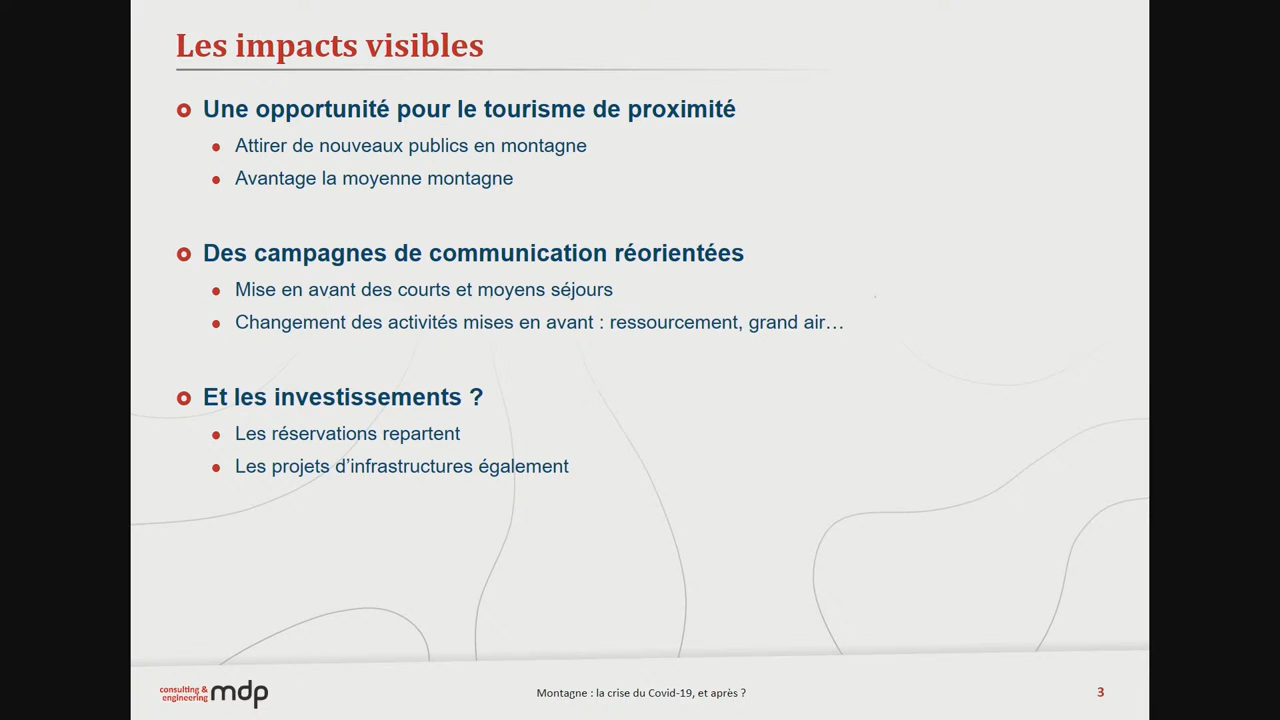 Les impacts visibles
Une opportunité pour le tourisme de proximité
Attirer de nouveaux publics en montagne
Avantage la moyenne montagne
Des campagnes de communication réorientées
Mise en avant des courts et moyens séjours
Changement des activités mises en avant : ressourcement, grand air…
Et les investissements ?
Les réservations repartent
Les projets d’infrastructures également
consulting &
engineering mdp
Montagne : la crise du Covid-19, et après ?
3